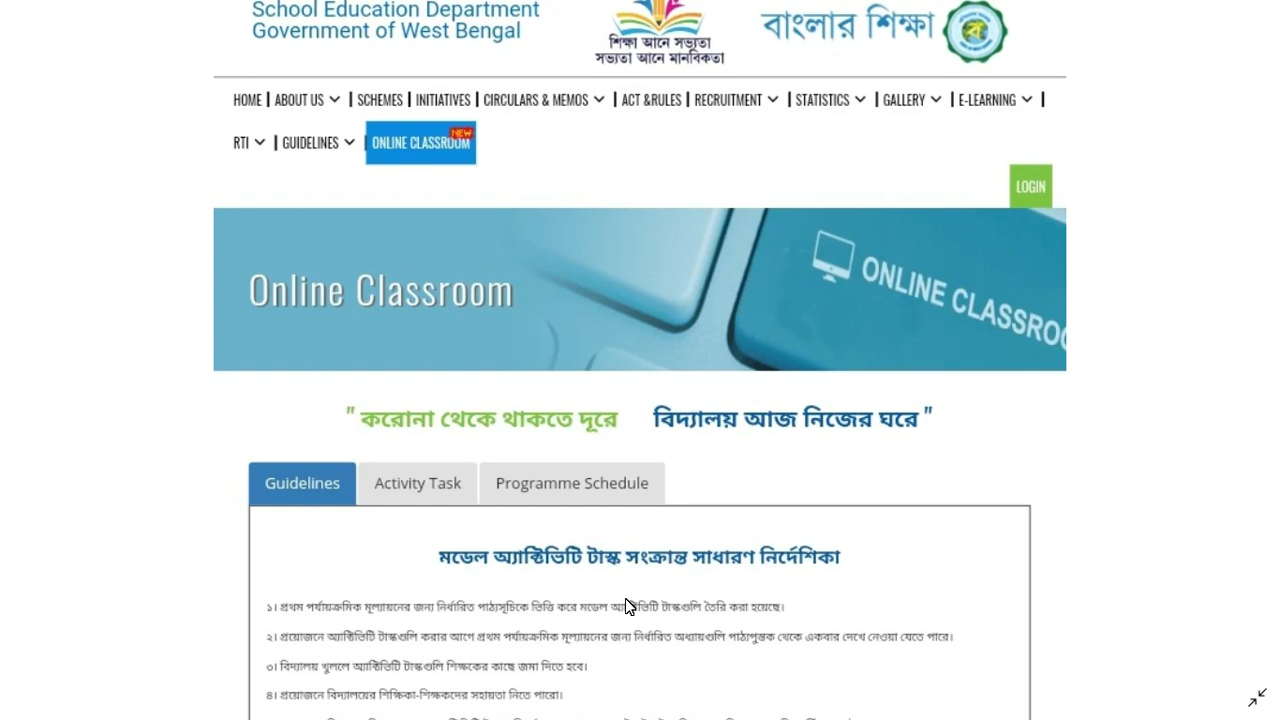 School Education Department
Government of West Bengal
শিক্ষা আনে সভ্যতা
সভ্যতা আনে মানবিকতা
বাংলার শিক্ষা
ব
HOME | ABOUT US | SCHEMES | INITIATIVES | CIRCULARS & MEMOS | ACT &RULES | RECRUITMENT | STATISTICS | GALLERY | E-LEARNING |
RTI | GUIDELINES | ONLINE CLASSROOM NEW
LOGIN
Online Classroom
ONLINE CLASSROO
" করোনা থেকে থাকতে দূরে বিদ্যালয় আজ নিজের ঘরে "
Guidelines Activity Task Programme Schedule
মডেল অ্যাক্টিভিটি টাস্ক সংক্রান্ত সাধারণ নির্দেশিকা
১। প্রথম পর্যায়ক্রমিক মূল্যায়নের জন্য নির্ধারিত পাঠ্যসূচিকে ভিত্তি করে মডেল অ্যাক্টিভিটি টাস্কগুলি তৈরি করা হয়েছে।
২। প্রয়োজনে অ্যাক্টিভিটি টাস্কগুলি করার আগে প্রথম পর্যায়ক্রমিক মূল্যায়নের জন্য নির্ধারিত অধ্যায়গুলি পাঠ্যপুস্তক থেকে একবার দেখে নেওয়া যেতে পারে।
৩। বিদ্যালয় খুললে অ্যাক্টিভিটি টাস্কগুলি শিক্ষকের কাছে জমা দিতে হবে।
৪। প্রয়োজনে বিদ্যালয়ের শিক্ষিকা-শিক্ষকদের সহায়তা নিতে পারো।